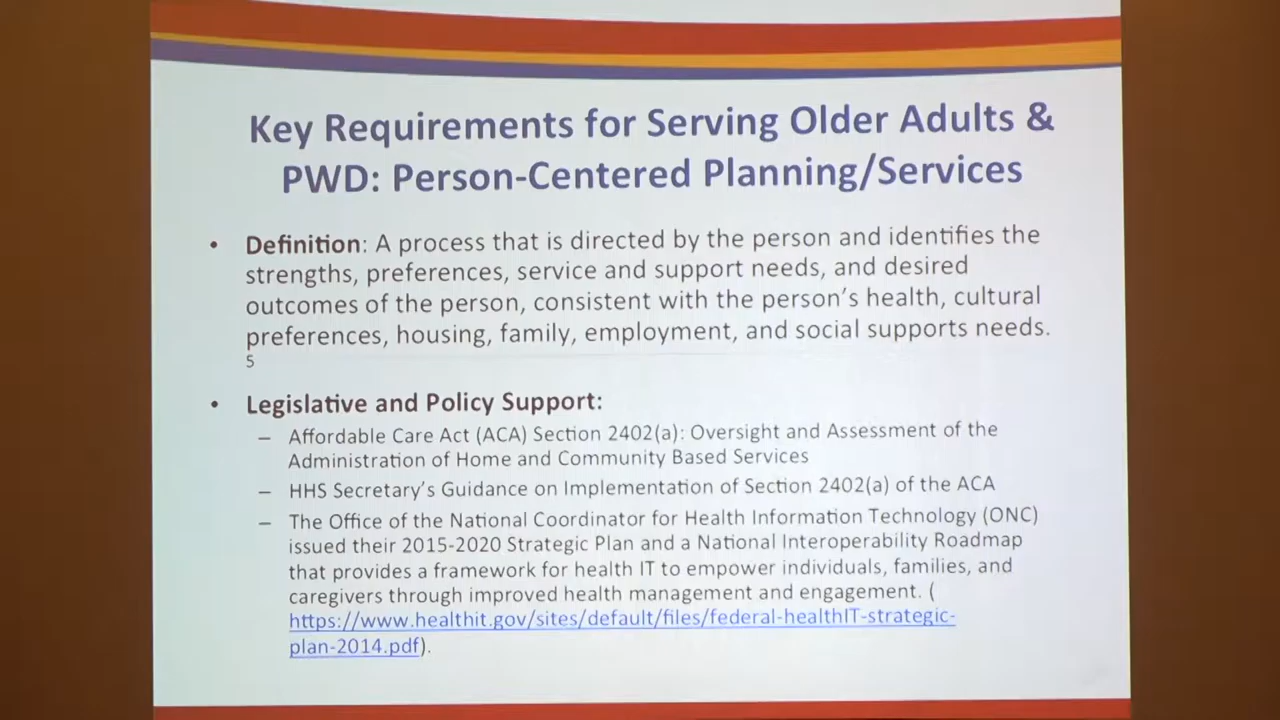 Key Requirements for Serving Older Adults &
PWD: Person-Centered Planning/Services
• Definition: A process that is directed by the person and identifies the
strengths, preferences, service and support needs, and desired
outcomes of the person, consistent with the person's health, cultural
preferences, housing, family, employment, and social supports needs.
5
• Legislative and Policy Support:
– Affordable Care Act (ACA) Section 2402(a): Oversight and Assessment of the
Administration of Home and Community Based Services
– HHS Secretary's Guidance on Implementation of Section 2402(a) of the ACA
– The Office of the National Coordinator for Health Information Technology (ONC)
issued their 2015-2020 Strategic Plan and a National Interoperability Roadmap
that provides a framework for health IT to empower individuals, families, and
caregivers through improved health management and engagement. (
https://www.healthit.gov/sites/default/files/federal-healthIT-strategic-
plan-2014.pdf).